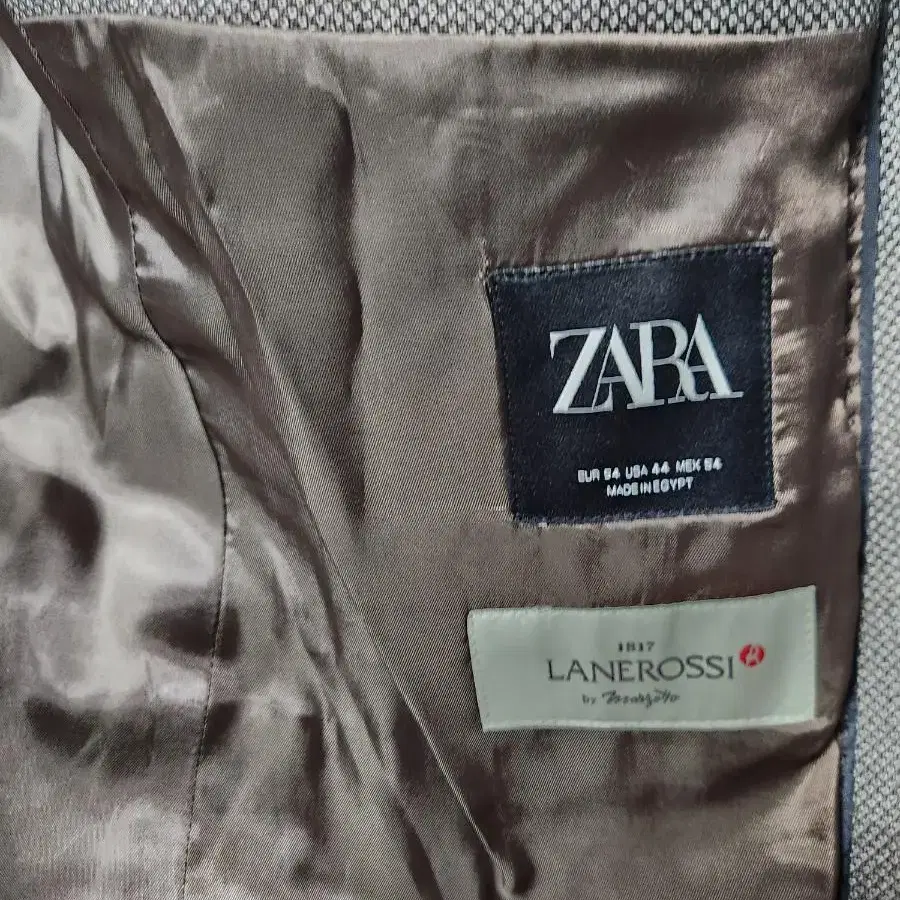 ZARA
EUR 54 USA 44 MEX 54
MADE IN EGYPT
1817
LANEROSSI
by Marzotto